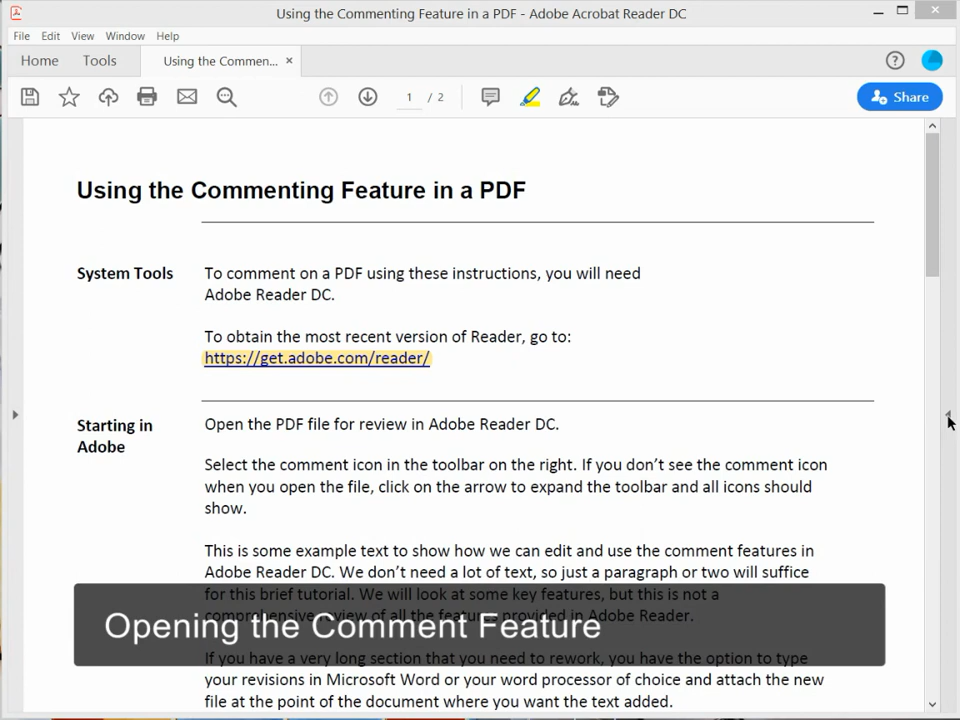 Using the Commenting Feature in a PDF - Adobe Acrobat Reader DC
File Edit View Window Help
Home Tools Using the Commen... ×
1 / 2 Share
Using the Commenting Feature in a PDF
System Tools To comment on a PDF using these instructions, you will need
Adobe Reader DC.
To obtain the most recent version of Reader, go to:
https://get.adobe.com/reader/
Starting in Open the PDF file for review in Adobe Reader DC.
Adobe
Select the comment icon in the toolbar on the right. If you don’t see the comment icon
when you open the file, click on the arrow to expand the toolbar and all icons should
show.
This is some example text to show how we can edit and use the comment features in
Adobe Reader DC. We don’t need a lot of text, so just a paragraph or two will suffice
for this brief tutorial. We will look at some key features, but this is not a
comprehensive review of all the features provided in Adobe Reader.
Opening the Comment Feature
If you have a very long section that you need to rework, you have the option to type
your revisions in Microsoft Word or your word processor of choice and attach the new
file at the point of the document where you want the text added.